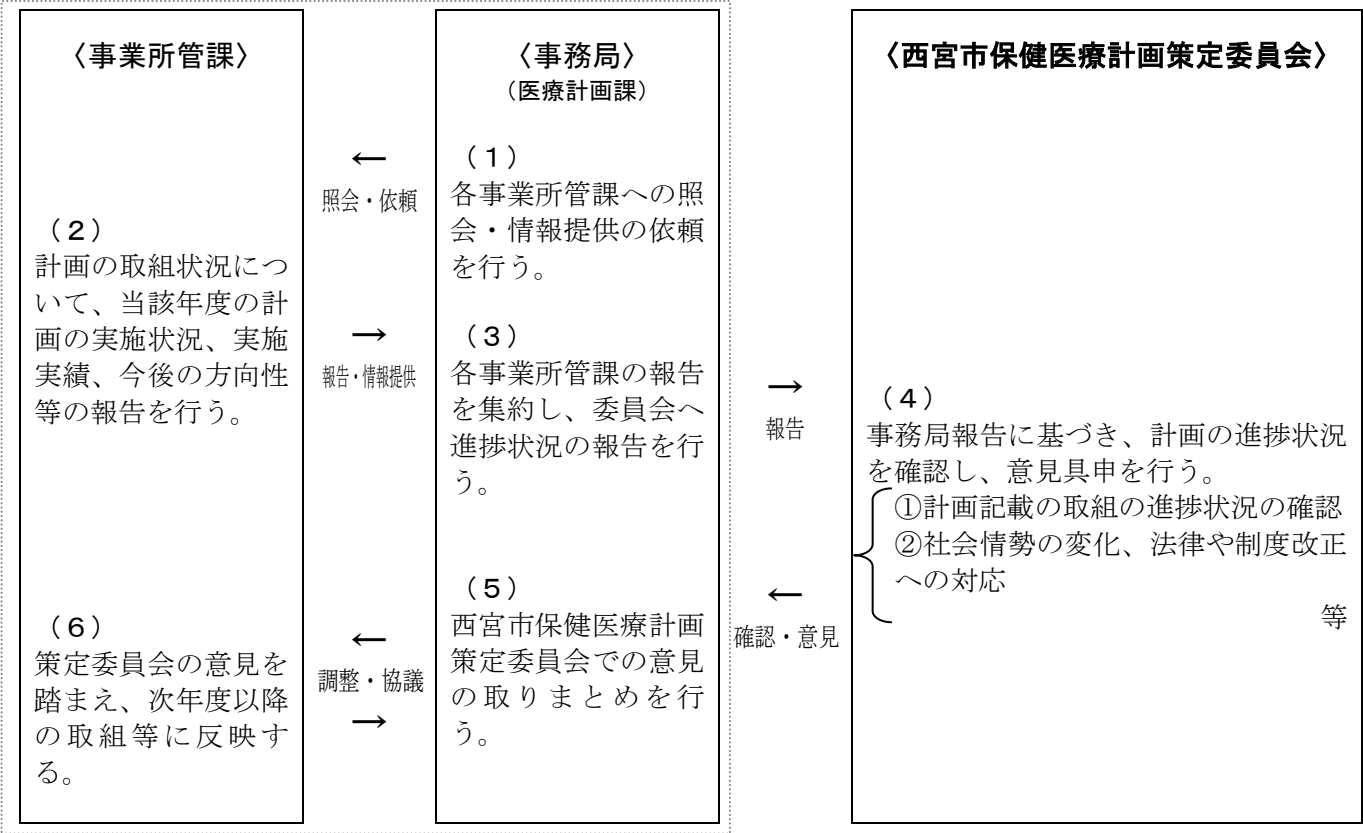 〈事業所管課〉
(2)
計画の取組状況につ
いて、当該年度の計
画の実施状況、実施
実績、今後の方向性
等の報告を行う。
(6)
策定委員会の意見を
踏まえ、次年度以降
の取組等に反映す
る。
←
照会・依頼
→
報告・情報提供
←
調整・協議
→
〈事務局〉
(医療計画課)
(1)
各事業所管課への照
会・情報提供の依頼
を行う。
(3)
各事業所管課の報告
を集約し、委員会へ
進捗状況の報告を行
う。
(5)
西宮市保健医療計画
策定委員会での意見
の取りまとめを行
う。
→
報告
←
確認・意見
〈西宮市保健医療計画策定委員会〉
(4)
事務局報告に基づき、計画の進捗状況
を確認し、意見具申を行う。
①計画記載の取組の進捗状況の確認
②社会情勢の変化、法律や制度改正
への対応
等